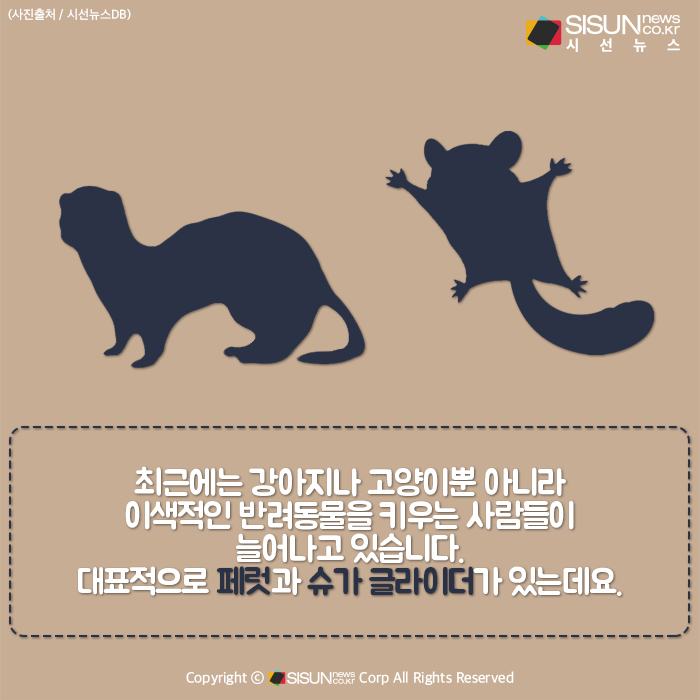 (사진출처 / 시선뉴스DB)
SISUN news co.kr
시선뉴스
최근에는 강아지나 고양이뿐 아니라
이색적인 반려동물을 키우는 사람들이
늘어나고 있습니다.
대표적으로 페럿과 슈가 글라이더가 있는데요.
Copyright © SISUN news co.kr Corp All Rights Reserved